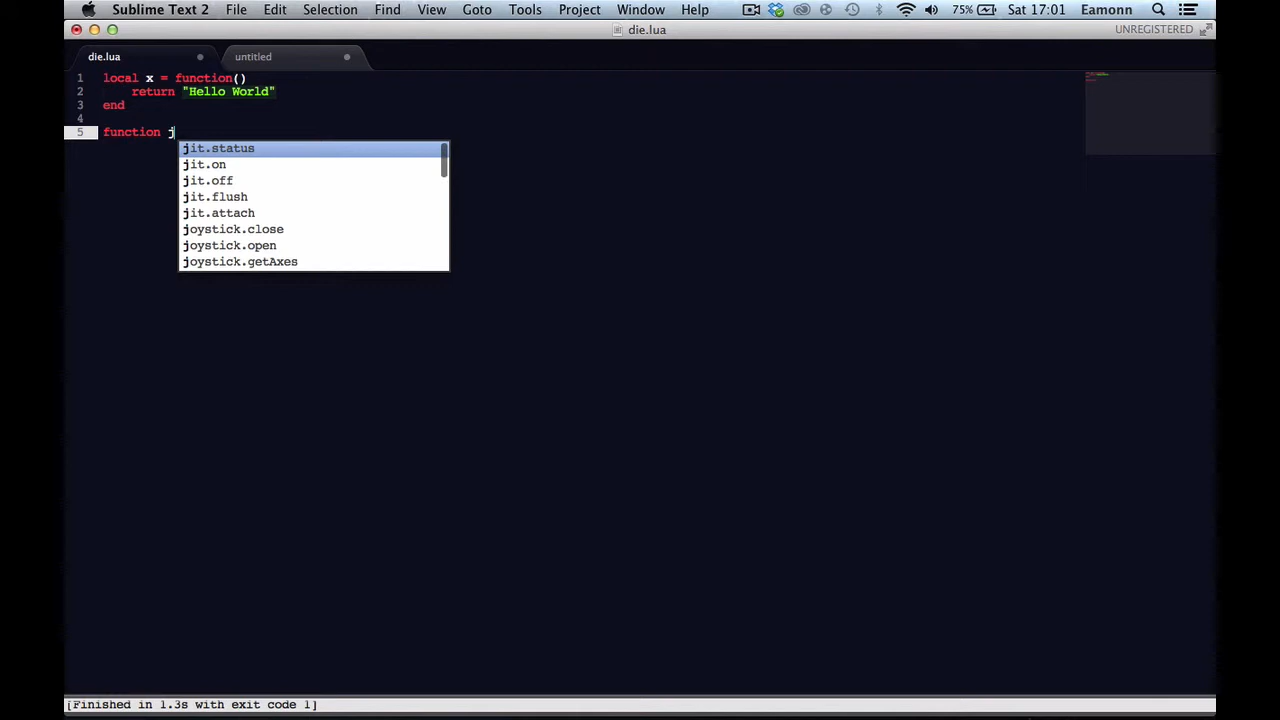 Sublime Text 2 File Edit Selection Find View Goto Tools Project Window Help 75% Sat 17:01 Eamonn
die.lua UNREGISTERED
die.lua untitled
1 local x = function()
2 return "Hello World"
3 end
4
5 function j
jit.status
jit.on
jit.off
jit.flush
jit.attach
joystick.close
joystick.open
joystick.getAxes
[Finished in 1.3s with exit code 1]